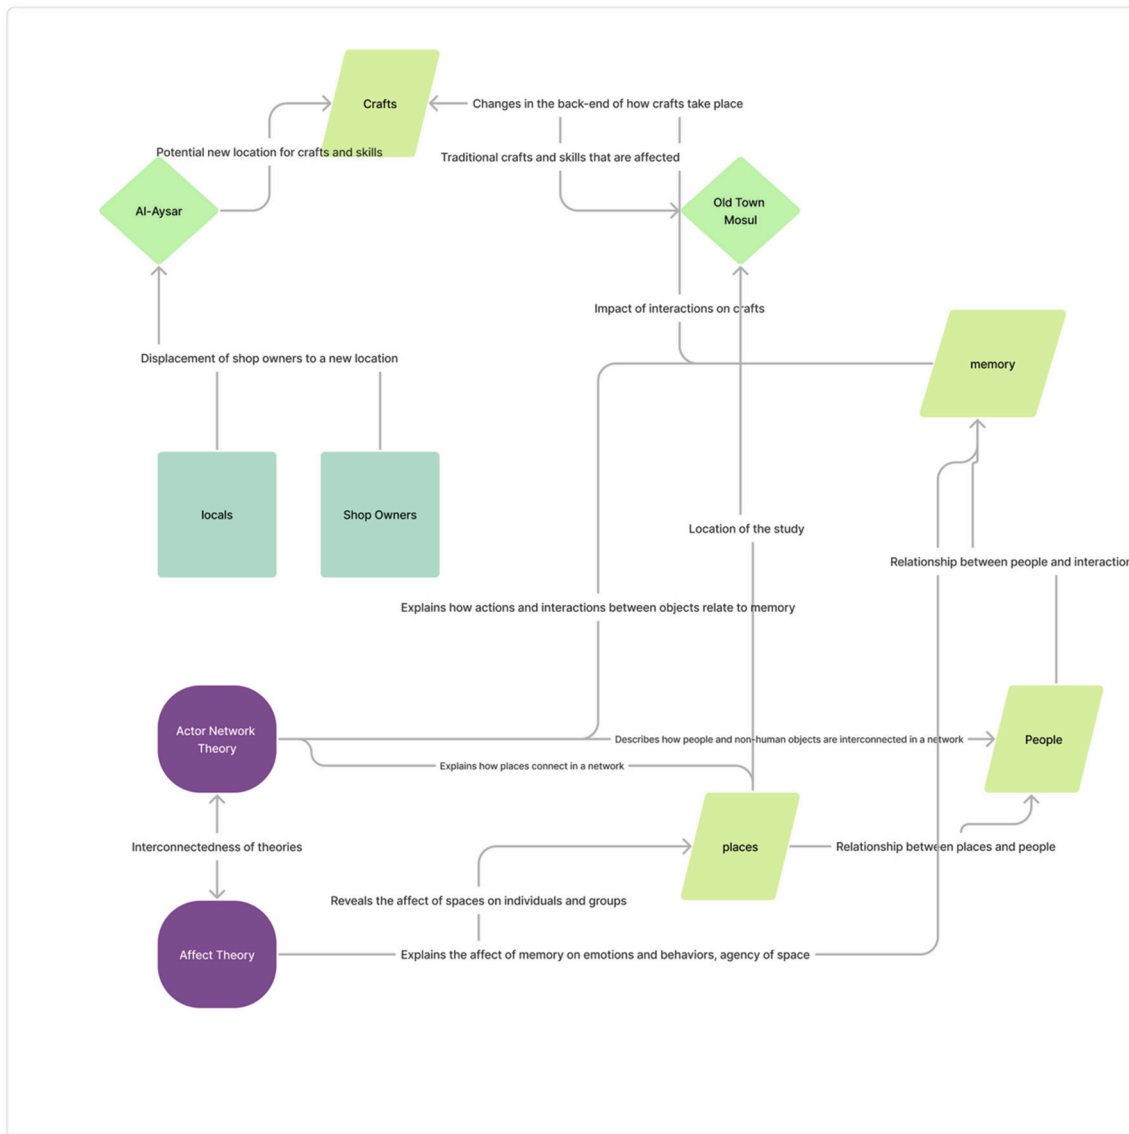 Crafts
Changes in the back-end of how crafts take place
Potential new location for crafts and skills
Traditional crafts and skills that are affected
Al-Aysar
Old Town
Mosul
Impact of interactions on crafts
Displacement of shop owners to a new location
memory
locals
Shop Owners
Location of the study
Relationship between people and interaction
Explains how actions and interactions between objects relate to memory
Actor Network
Theory
Describes how people and non-human objects are interconnected in a network
People
Explains how places connect in a network
Interconnectedness of theories
places
Relationship between places and people
Reveals the affect of spaces on individuals and groups
Affect Theory
Explains the affect of memory on emotions and behaviors, agency of space